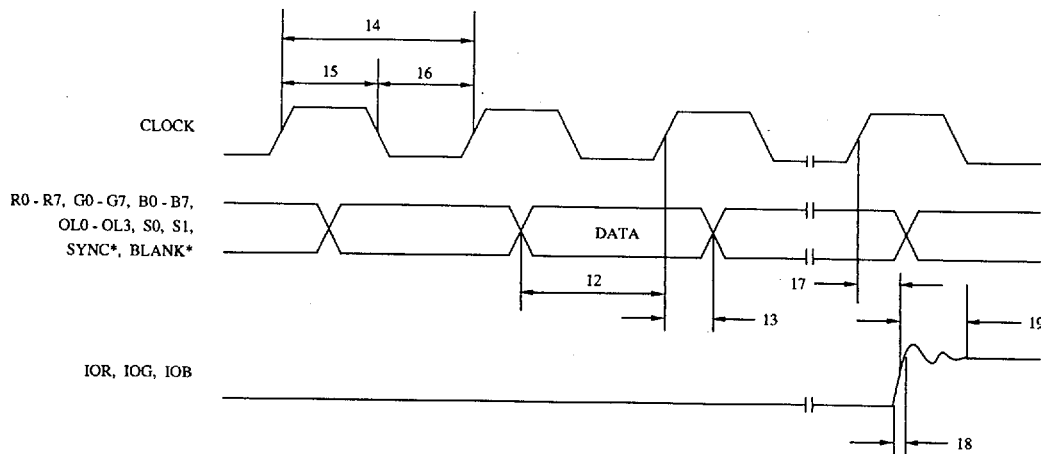 14
15
16
CLOCK
R0 - R7, G0 - G7, B0 - B7,
OL0 - OL3, S0, S1,
SYNC*, BLANK*
DATA
12
17
13
19
IOR, IOG, IOB
18